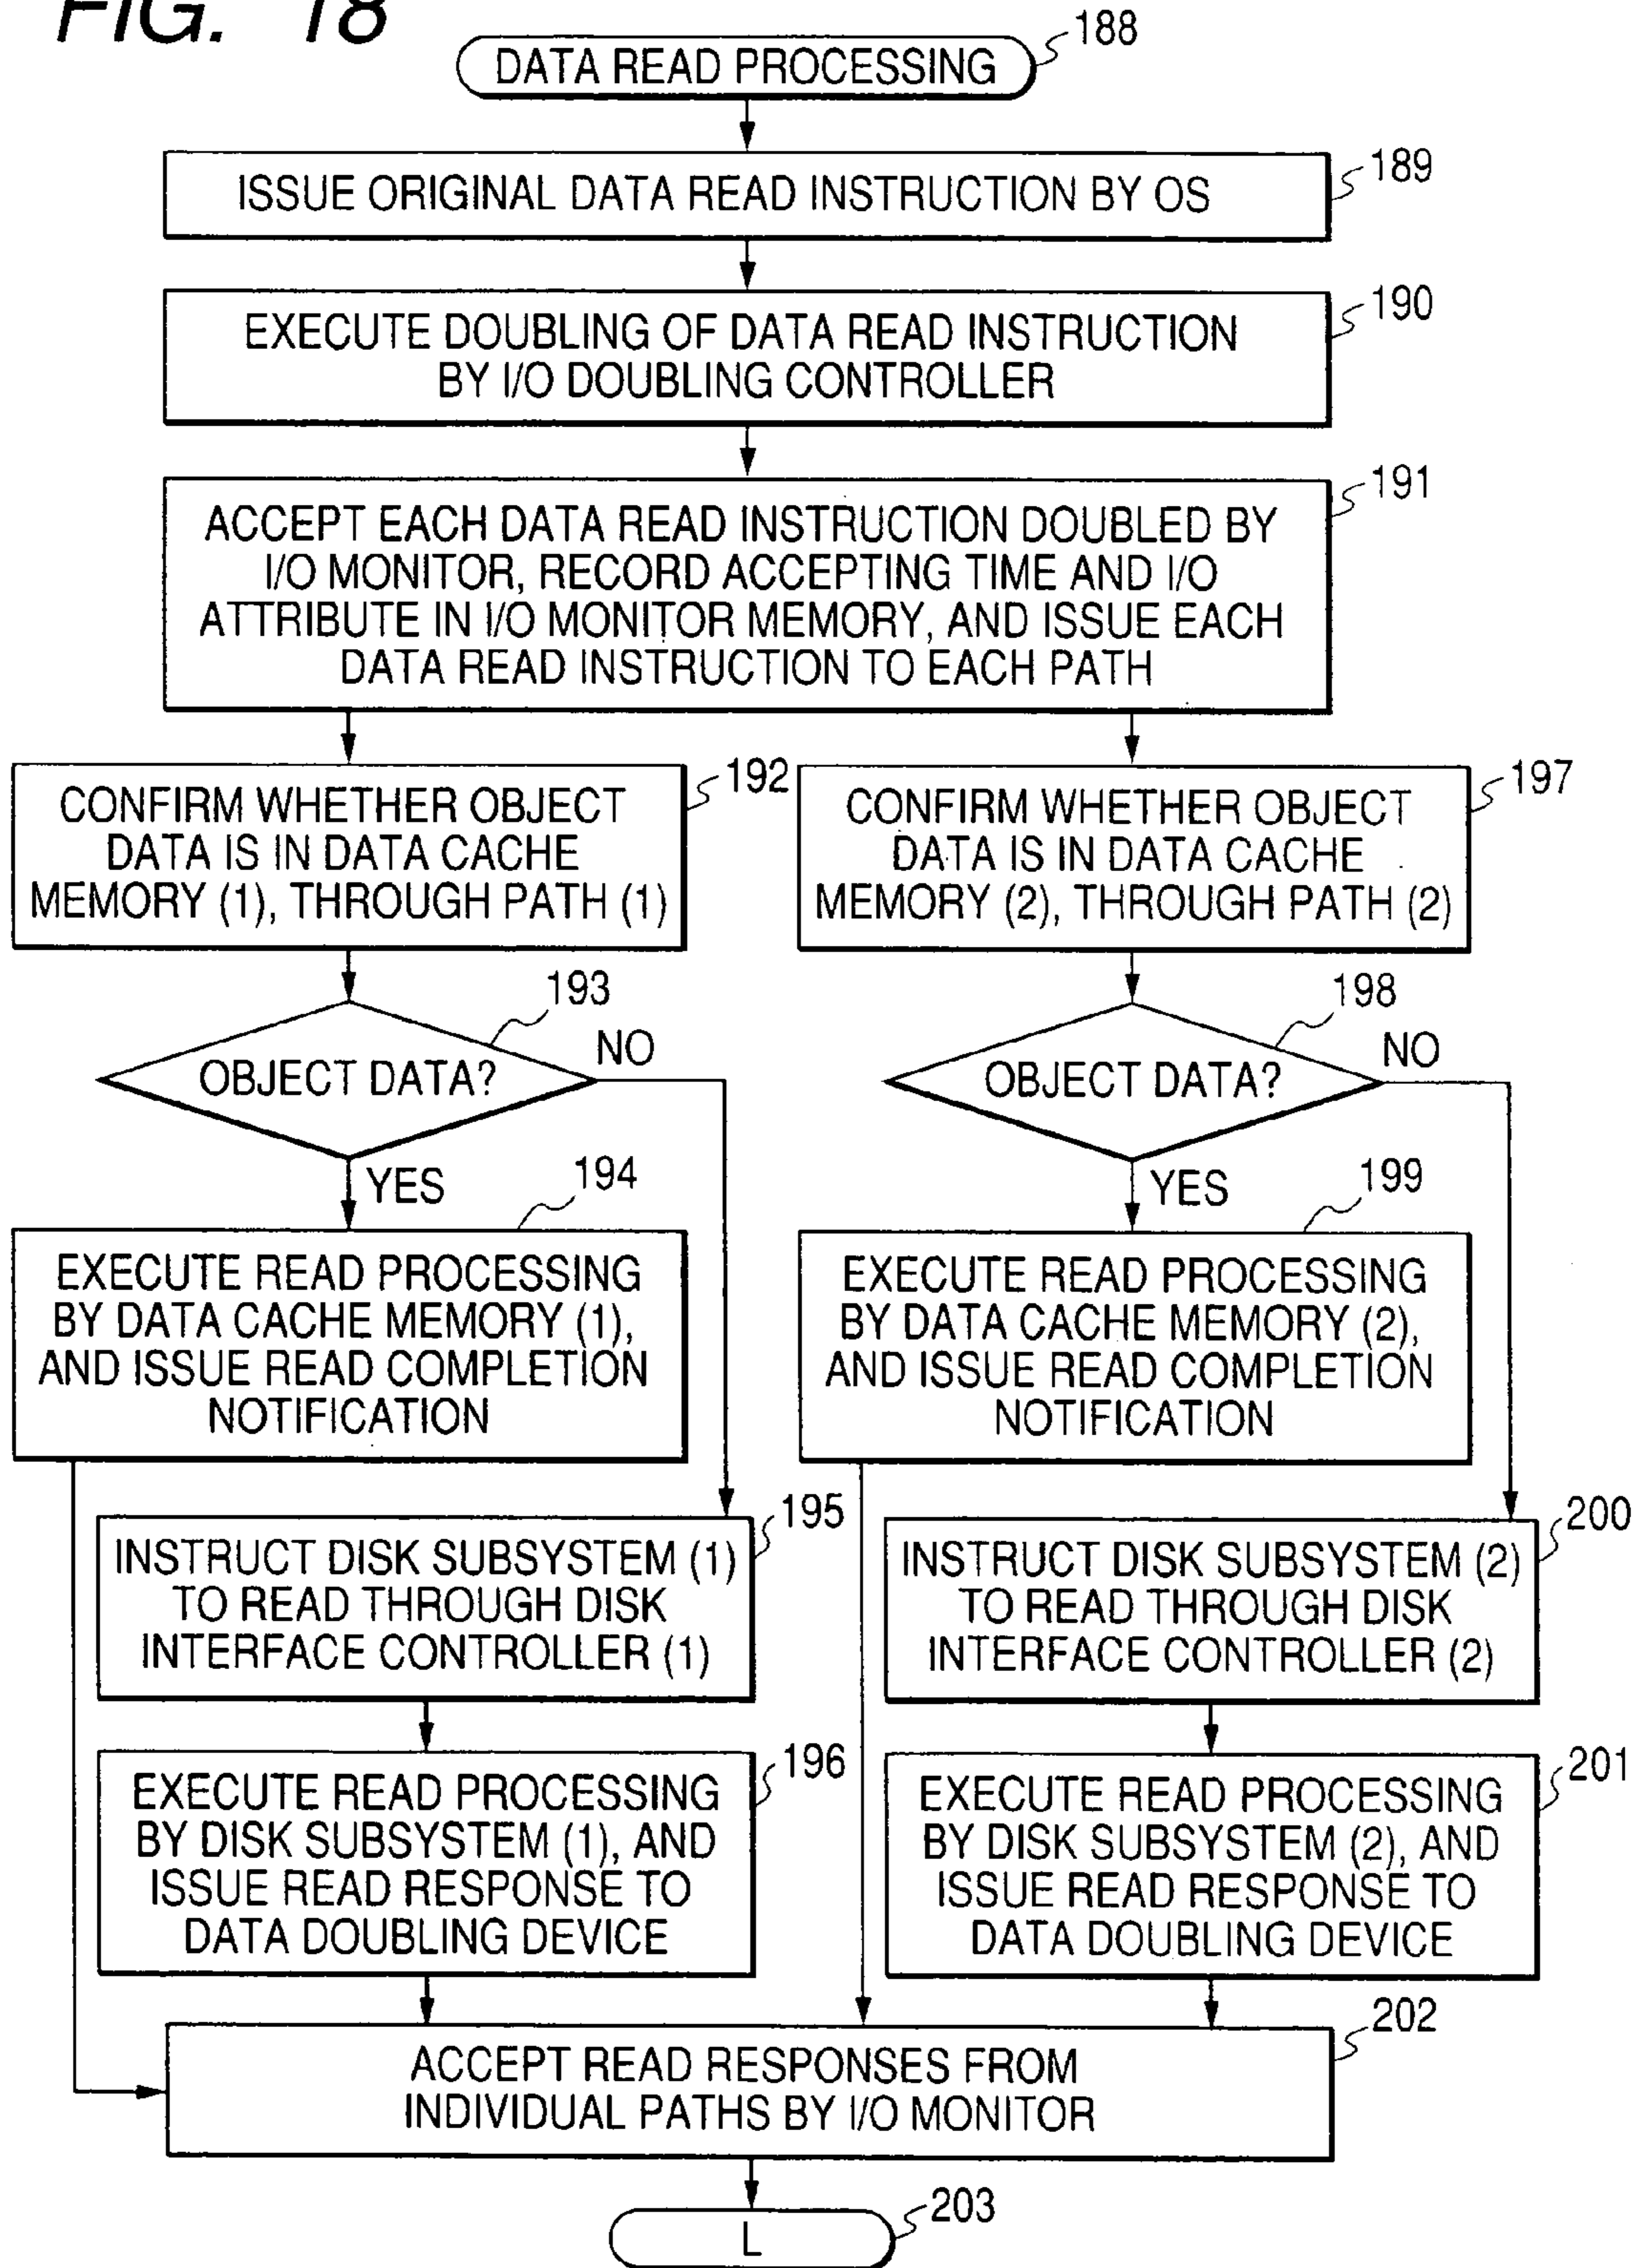 FIG. 18
DATA READ PROCESSING
188
ISSUE ORIGINAL DATA READ INSTRUCTION BY OS
189
EXECUTE DOUBLING OF DATA READ INSTRUCTION
BY I/O DOUBLING CONTROLLER
190
ACCEPT EACH DATA READ INSTRUCTION DOUBLED BY
I/O MONITOR, RECORD ACCEPTING TIME AND I/O
ATTRIBUTE IN I/O MONITOR MEMORY, AND ISSUE EACH
DATA READ INSTRUCTION TO EACH PATH
191
CONFIRM WHETHER OBJECT
DATA IS IN DATA CACHE
MEMORY (1), THROUGH PATH (1)
192
OBJECT DATA?
193
NO
YES
EXECUTE READ PROCESSING
BY DATA CACHE MEMORY (1),
AND ISSUE READ COMPLETION
NOTIFICATION
194
INSTRUCT DISK SUBSYSTEM (1)
TO READ THROUGH DISK
INTERFACE CONTROLLER (1)
195
EXECUTE READ PROCESSING
BY DISK SUBSYSTEM (1), AND
ISSUE READ RESPONSE TO
DATA DOUBLING DEVICE
196
CONFIRM WHETHER OBJECT
DATA IS IN DATA CACHE
MEMORY (2), THROUGH PATH (2)
197
OBJECT DATA?
198
NO
YES
EXECUTE READ PROCESSING
BY DATA CACHE MEMORY (2),
AND ISSUE READ COMPLETION
NOTIFICATION
199
INSTRUCT DISK SUBSYSTEM (2)
TO READ THROUGH DISK
INTERFACE CONTROLLER (2)
200
EXECUTE READ PROCESSING
BY DISK SUBSYSTEM (2), AND
ISSUE READ RESPONSE TO
DATA DOUBLING DEVICE
201
ACCEPT READ RESPONSES FROM
INDIVIDUAL PATHS BY I/O MONITOR
202
L
203